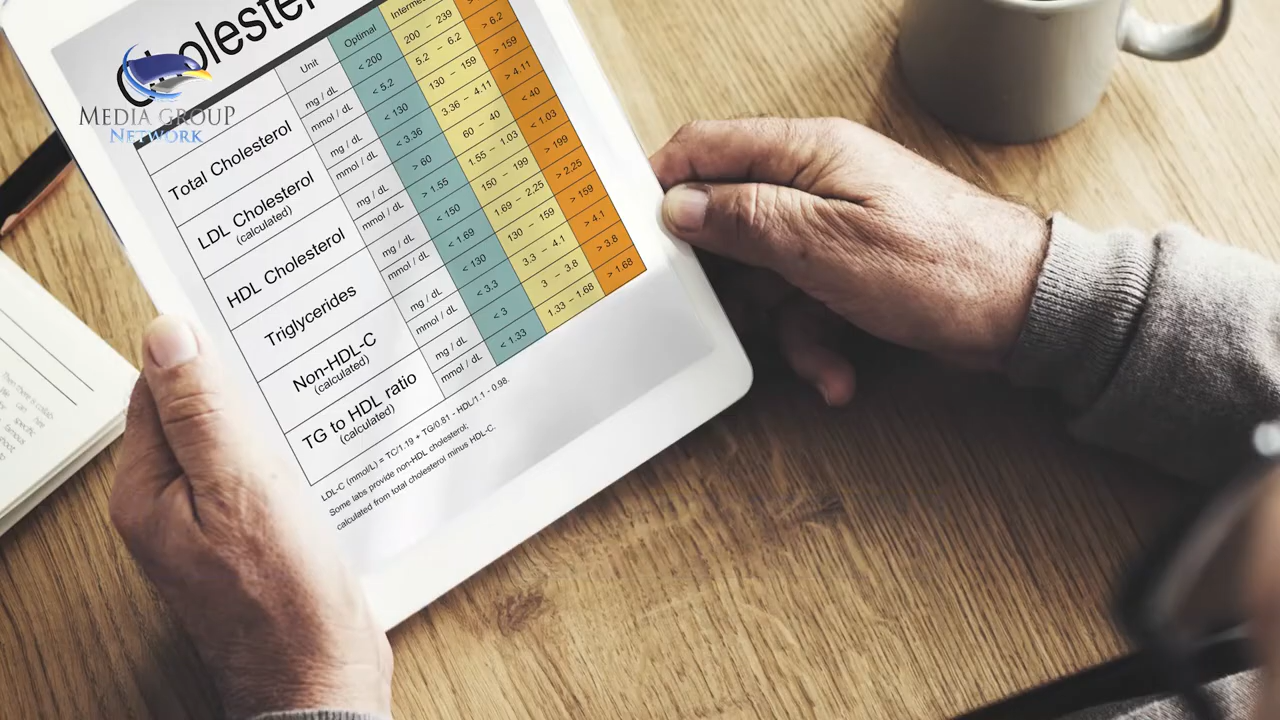 Cholester
MEDIA GROUP
NETWORK
Unit
Optimal
Total Cholesterol
mg / dL
< 200
200 – 239
mmol / dL
< 5.2
5.2 – 6.2
> 6.2
LDL Cholesterol
(calculated)
mg / dL
< 130
130 – 159
> 159
mmol / dL
< 3.36
3.36 – 4.11
> 4.11
HDL Cholesterol
mg / dL
> 60
60 – 40
< 40
mmol / dL
> 1.55
1.55 – 1.03
< 1.03
Triglycerides
mg / dL
< 150
150 – 199
> 199
mmol / dL
< 1.69
1.69 – 2.25
> 2.25
Non-HDL-C
(calculated)
mg / dL
< 130
130 – 159
> 159
mmol / dL
< 3.3
3.3 – 4.1
> 4.1
TG to HDL ratio
(calculated)
mg / dL
< 3
3 – 3.8
> 3.8
mmol / dL
< 1.33
1.33 – 1.68
> 1.68
LDL-C (mmol/L) = TC/1.19 + TG/0.81 - HDL/1.1 - 0.98.
Some labs provide non-HDL cholesterol;
calculated from total cholesterol minus HDL-C.